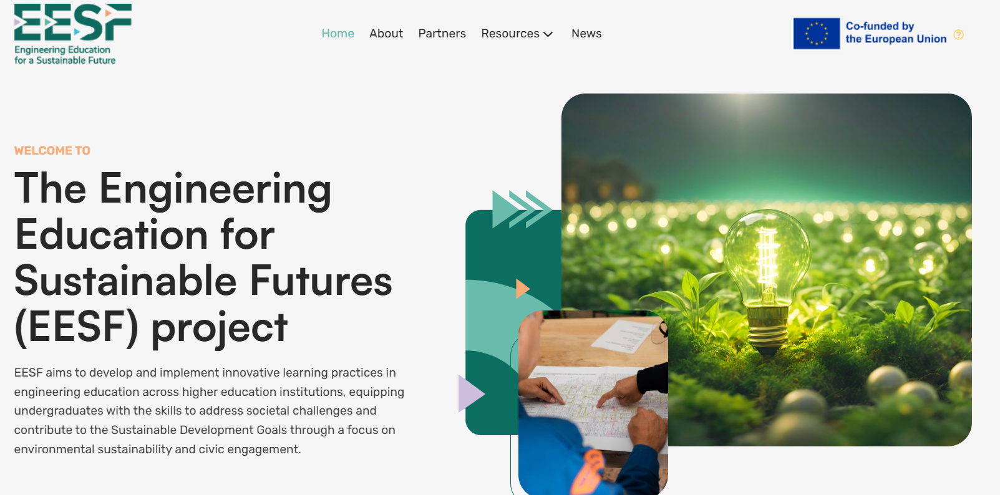 EESF
Engineering Education
for a Sustainable Future
Home
About
Partners
Resources
News
Co-funded by
the European Union
?
WELCOME TO
The Engineering
Education for
Sustainable Futures
(EESF) project
EESF aims to develop and implement innovative learning practices in
engineering education across higher education institutions, equipping
undergraduates with the skills to address societal challenges and
contribute to the Sustainable Development Goals through a focus on
environmental sustainability and civic engagement.